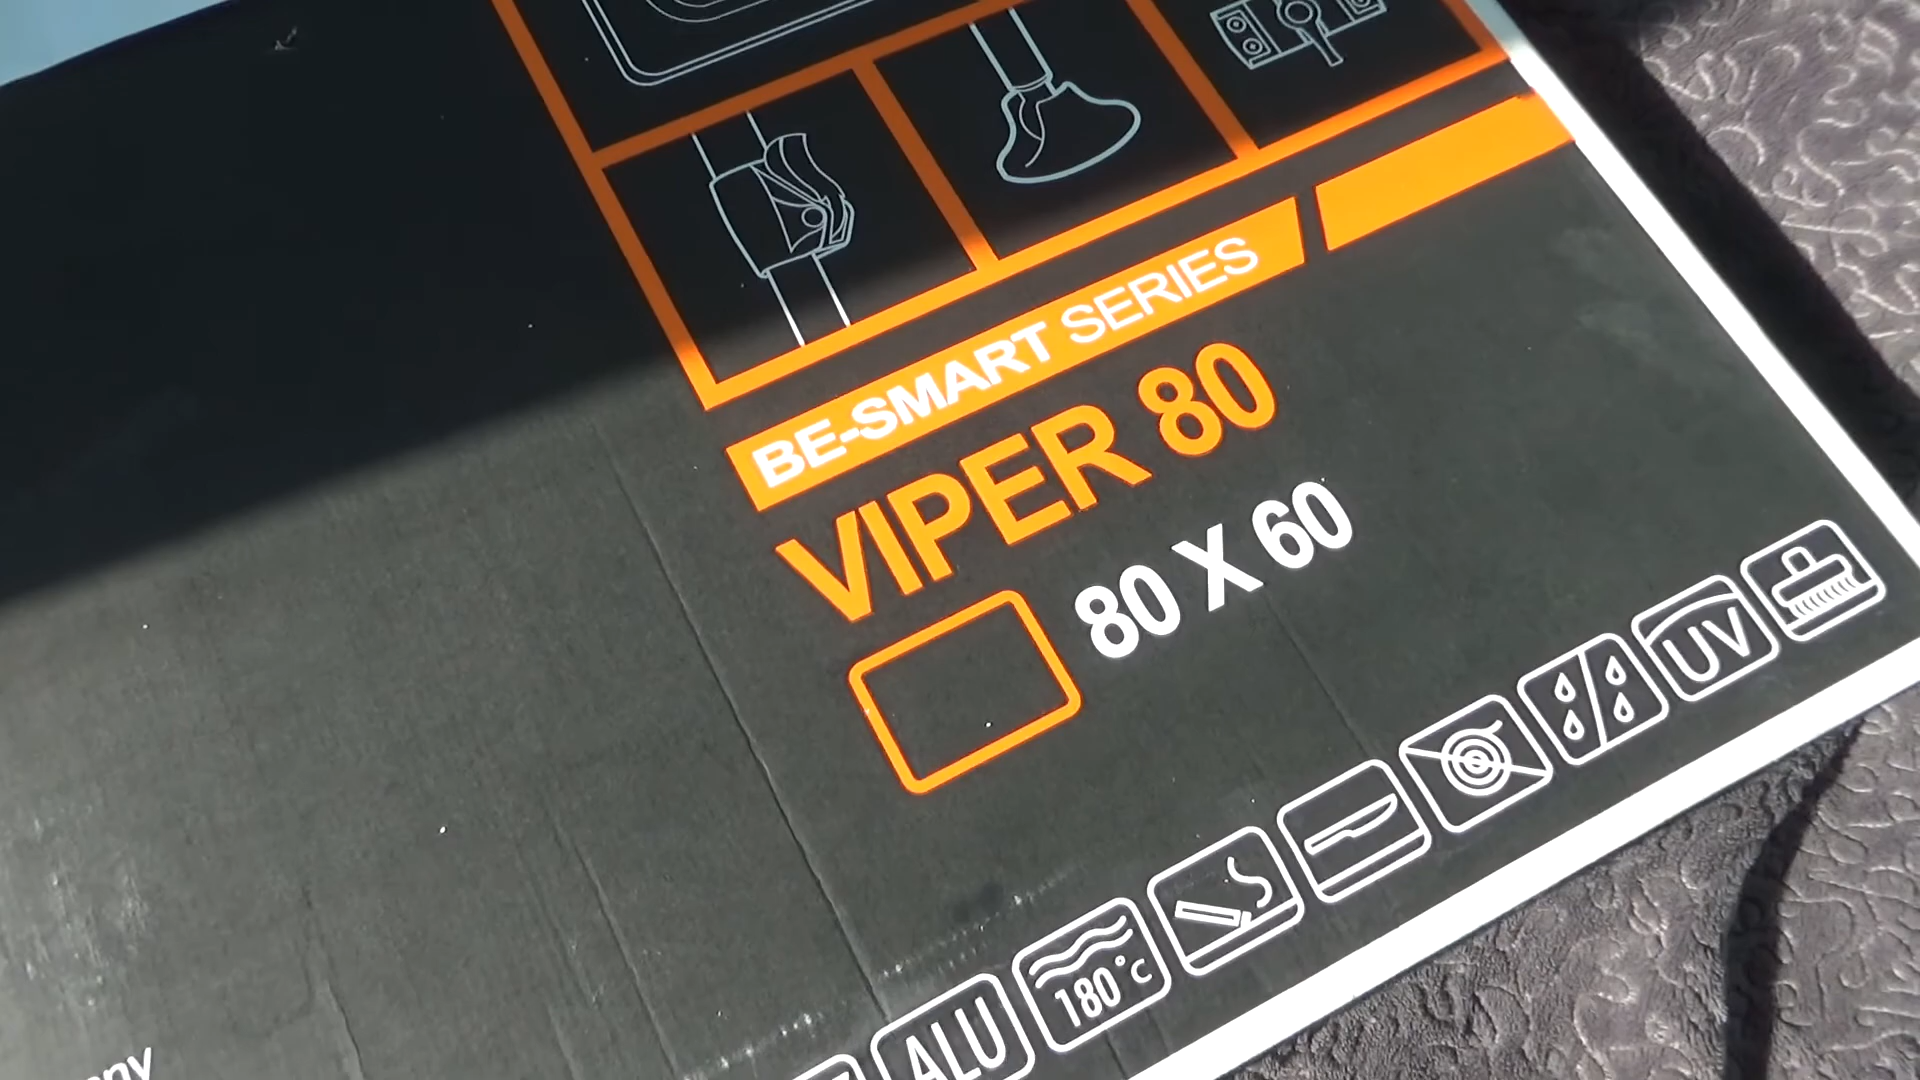 BE-SMART SERIES
VIPER 80
80 X 60
UV
180°C
ALU